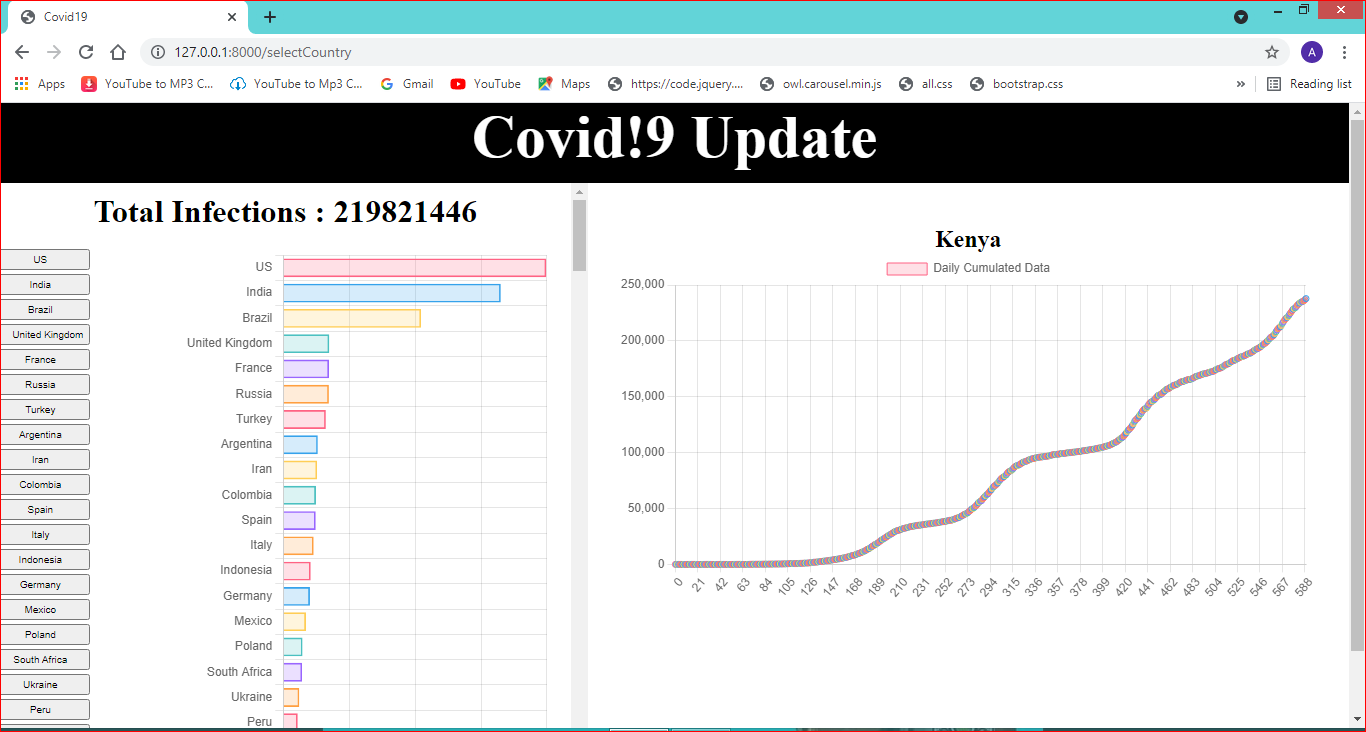 Covid19
127.0.0.1:8000/selectCountry
A
Apps
YouTube to MP3 C...
YouTube to Mp3 C...
Gmail
YouTube
Maps
https://code.jquery....
owl.carousel.min.js
all.css
bootstrap.css
»
Reading list
Covid!9 Update
Total Infections : 219821446
US
India
Brazil
United Kingdom
France
Russia
Turkey
Argentina
Iran
Colombia
Spain
Italy
Indonesia
Germany
Mexico
Poland
South Africa
Ukraine
Peru
US
India
Brazil
United Kingdom
France
Russia
Turkey
Argentina
Iran
Colombia
Spain
Italy
Indonesia
Germany
Mexico
Poland
South Africa
Ukraine
Peru
Kenya
Daily Cumulated Data
250,000
200,000
150,000
100,000
50,000
0
0 21 42 63 84 105 126 147 168 189 210 231 252 273 294 315 336 357 378 399 420 441 462 483 504 525 546 567 588